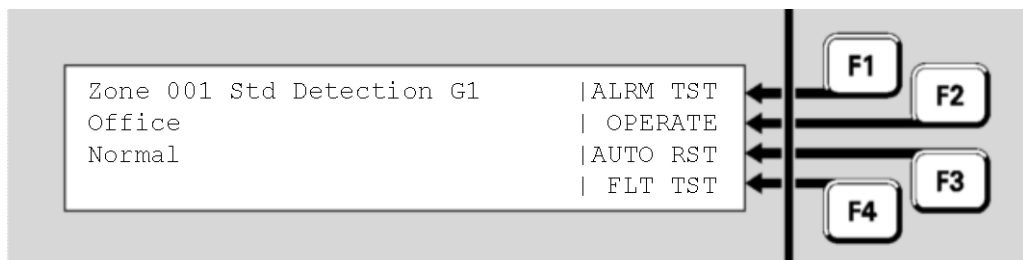 Zone 001 Std Detection G1 |ALRM TST
Office | OPERATE
Normal |AUTO RST
| FLT TST
F1
F2
F3
F4